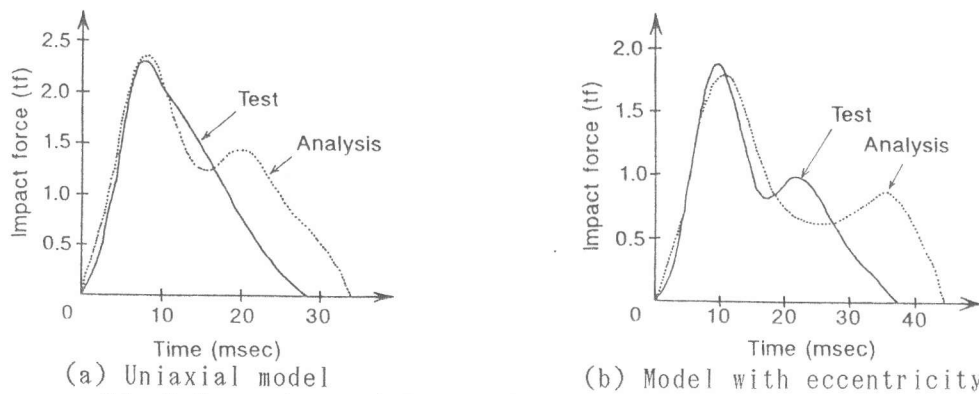 2.5
2.0
1.5
1.0
0.5
0
10
20
30
Impact force (tf)
Test
Analysis
Time (msec)
(a) Uniaxial model
2.0
1.5
1.0
0.5
0
10
20
30
40
Impact force (tf)
Test
Analysis
Time (msec)
(b) Model with eccentricity